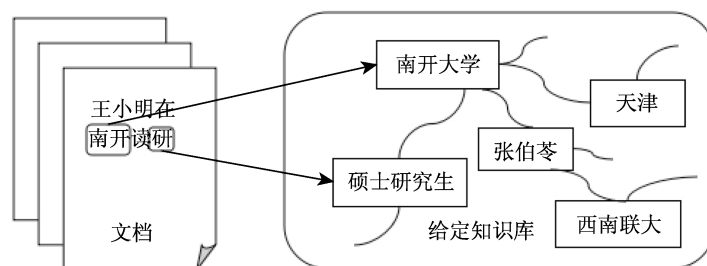 王小明在
南开读研
文档
南开大学
天津
张伯苓
硕士研究生
西南联大
给定知识库